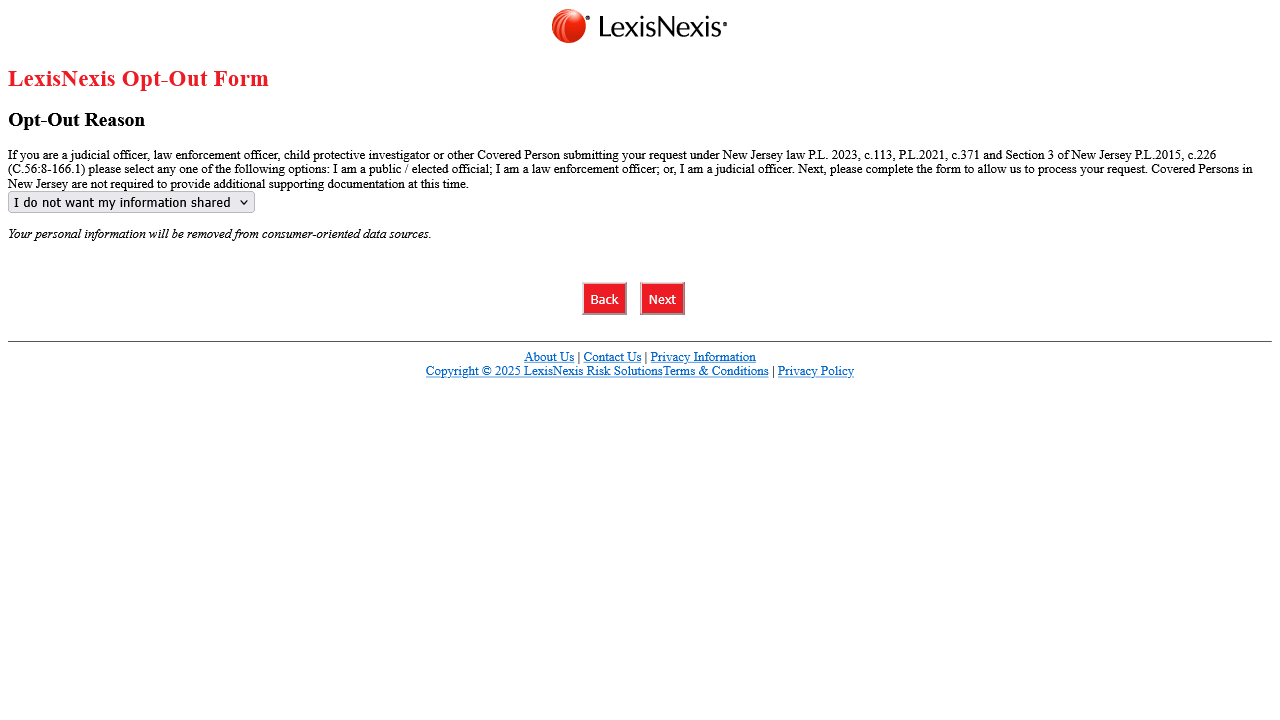 LexisNexis®
LexisNexis Opt-Out Form
Opt-Out Reason
If you are a judicial officer, law enforcement officer, child protective investigator or other Covered Person submitting your request under New Jersey law P.L. 2023, c.113, P.L.2021, c.371 and Section 3 of New Jersey P.L.2015, c.226
(C.56:8-166.1) please select any one of the following options: I am a public / elected official; I am a law enforcement officer; or, I am a judicial officer. Next, please complete the form to allow us to process your request. Covered Persons in
New Jersey are not required to provide additional supporting documentation at this time.
I do not want my information shared
Your personal information will be removed from consumer-oriented data sources.
Back Next
About Us | Contact Us | Privacy Information
Copyright © 2025 LexisNexis Risk SolutionsTerms & Conditions | Privacy Policy